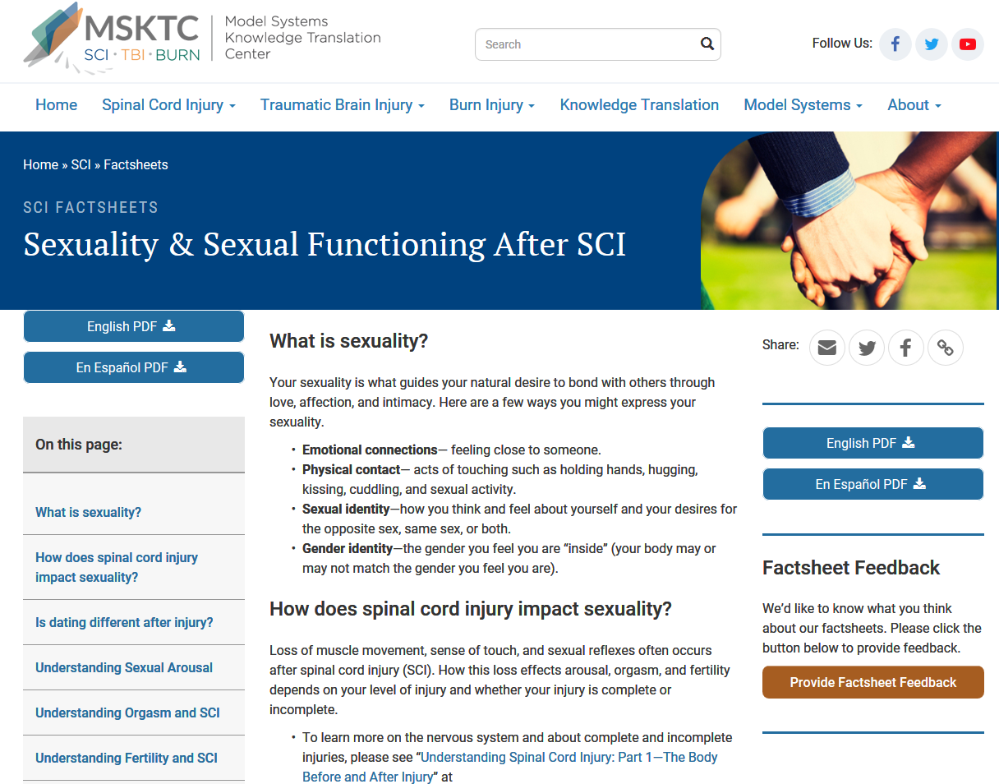 MSKTC
SCI · TBI · BURN
Model Systems
Knowledge Translation
Center
Search
Follow Us:
Home
Spinal Cord Injury
Traumatic Brain Injury
Burn Injury
Knowledge Translation
Model Systems
About
Home » SCI » Factsheets
SCI FACTSHEETS
Sexuality & Sexual Functioning After SCI
English PDF
En Español PDF
On this page:
What is sexuality?
How does spinal cord injury
impact sexuality?
Is dating different after injury?
Understanding Sexual Arousal
Understanding Orgasm and SCI
Understanding Fertility and SCI
What is sexuality?
Your sexuality is what guides your natural desire to bond with others through
love, affection, and intimacy. Here are a few ways you might express your
sexuality.
• Emotional connections— feeling close to someone.
• Physical contact— acts of touching such as holding hands, hugging,
kissing, cuddling, and sexual activity.
• Sexual identity—how you think and feel about yourself and your desires for
the opposite sex, same sex, or both.
• Gender identity—the gender you feel you are “inside” (your body may or
may not match the gender you feel you are).
How does spinal cord injury impact sexuality?
Loss of muscle movement, sense of touch, and sexual reflexes often occurs
after spinal cord injury (SCI). How this loss effects arousal, orgasm, and fertility
depends on your level of injury and whether your injury is complete or
incomplete.
• To learn more on the nervous system and about complete and incomplete
injuries, please see “Understanding Spinal Cord Injury: Part 1—The Body
Before and After Injury” at
Share:
English PDF
En Español PDF
Factsheet Feedback
We’d like to know what you think
about our factsheets. Please click the
button below to provide feedback.
Provide Factsheet Feedback